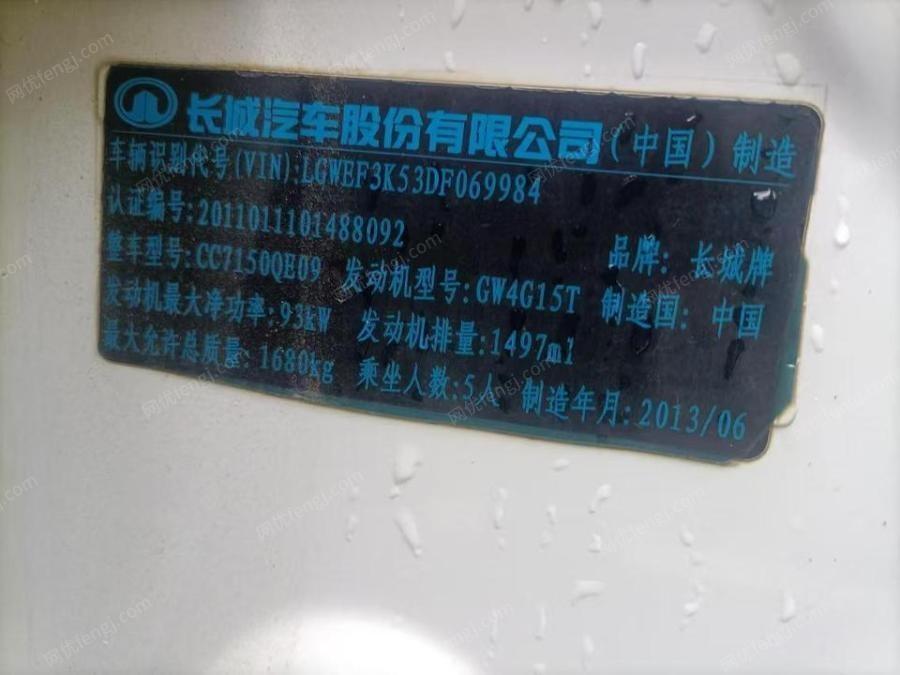 长城汽车股份有限公司(中国)制造
车辆识别代号(VIN):LGWEF3K53DF069984
认证编号:2011011101488092 品牌:长城牌
整车型号:CC7150QE09 发动机型号:GW4G15T 制造国:中国
发动机最大净功率:93kW 发动机排量:1497ml
最大允许总质量:1680kg 乘坐人数:5人 制造年月:2013/06